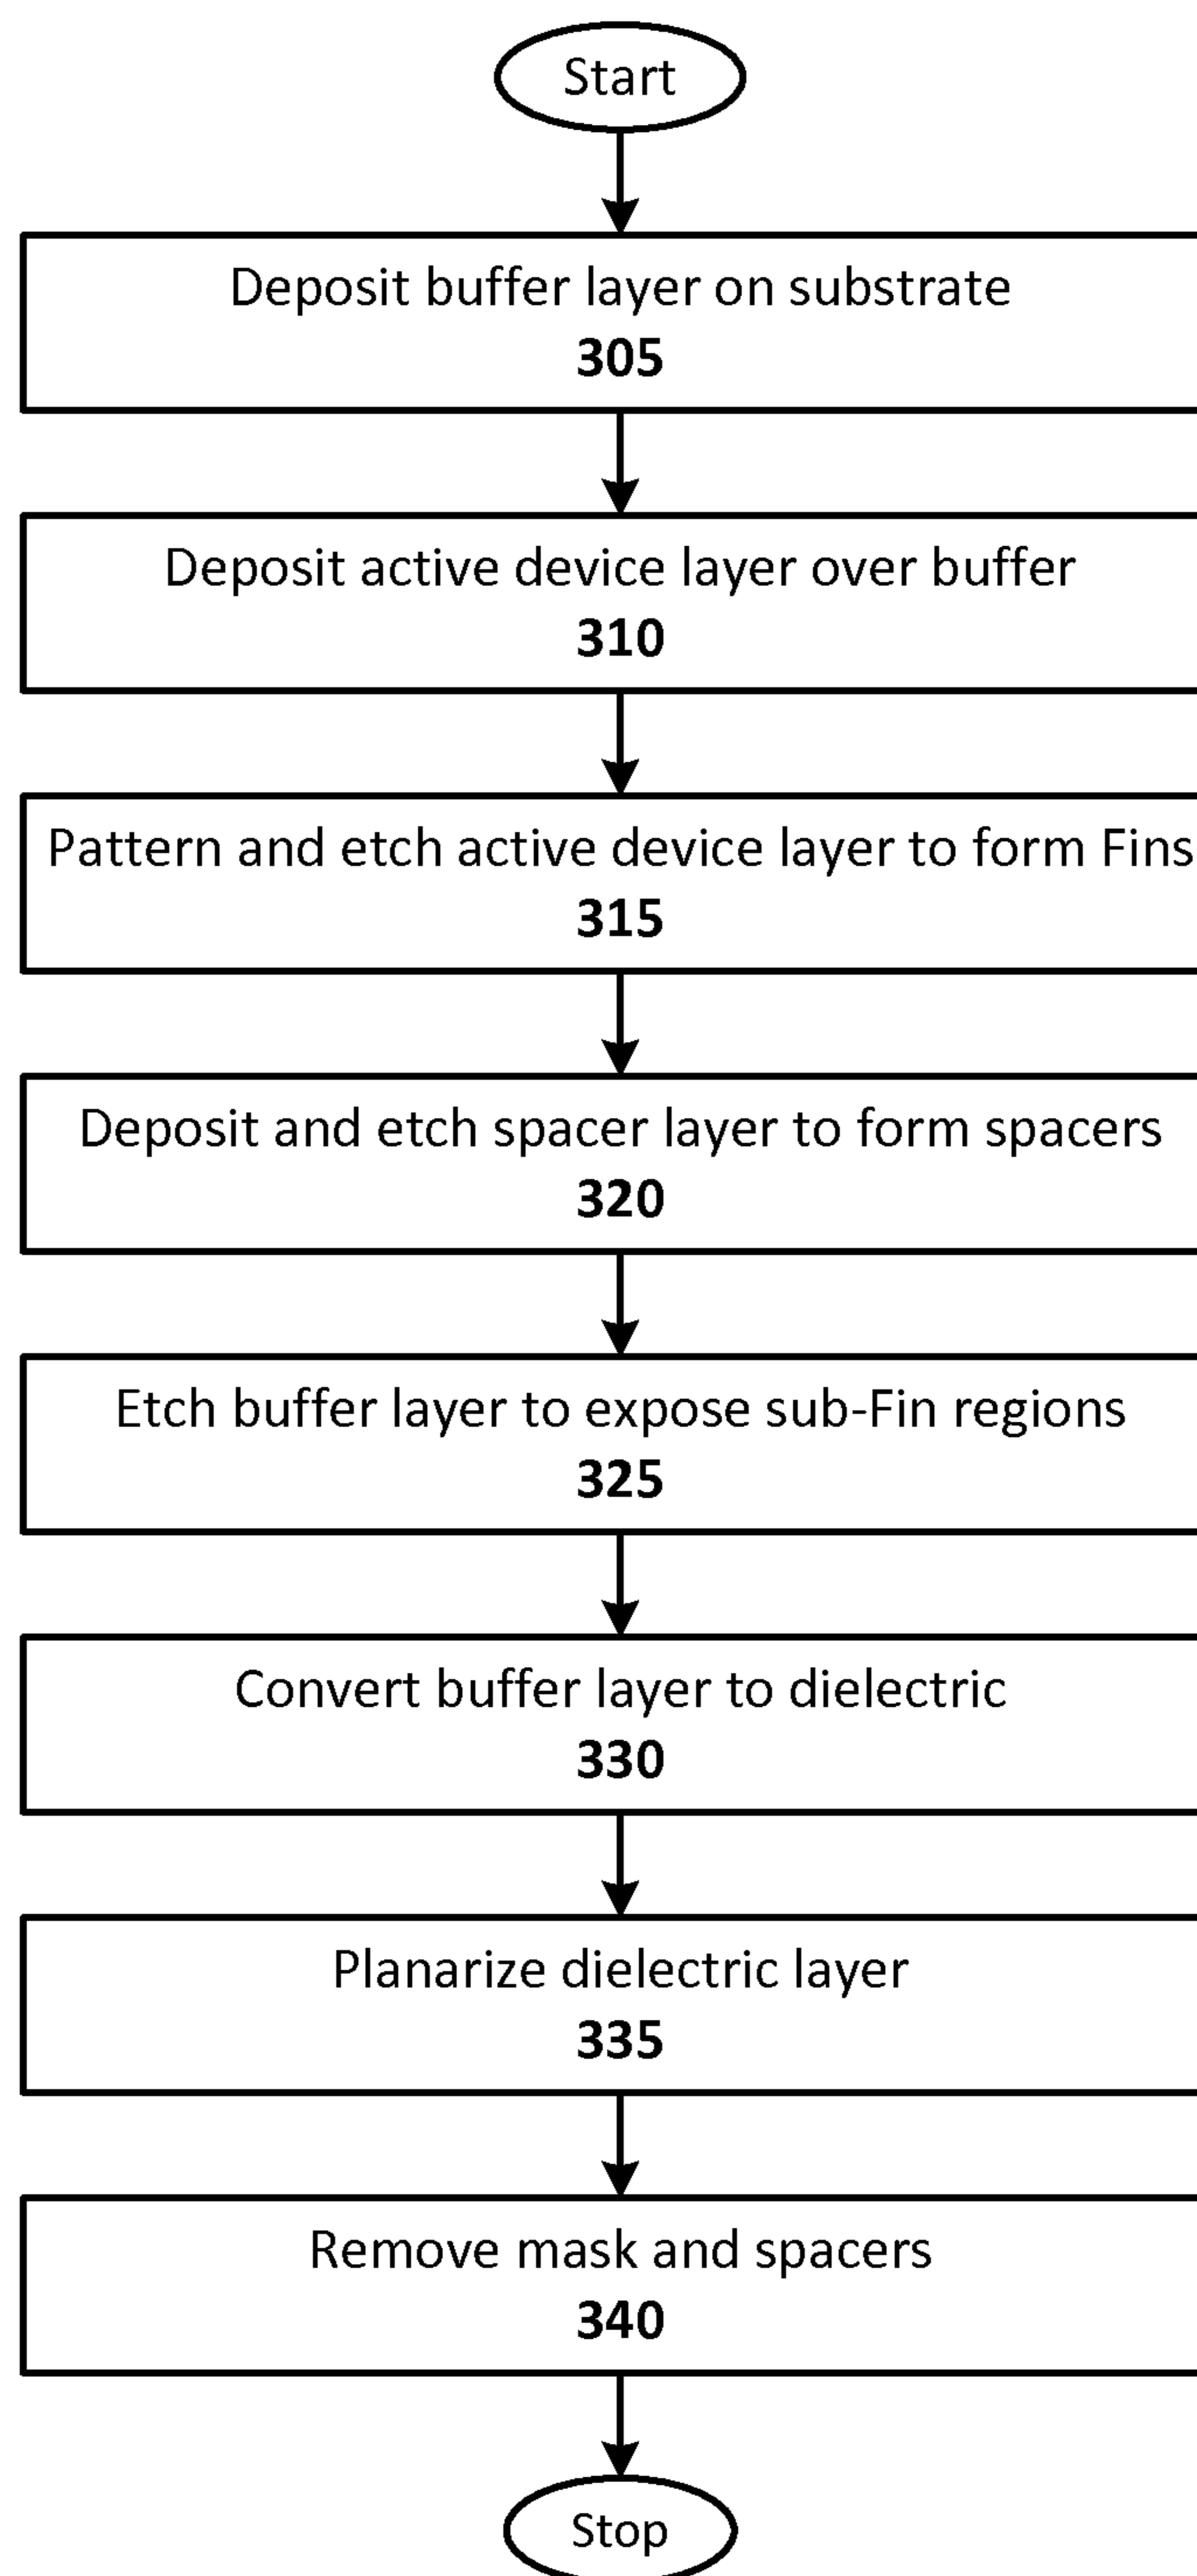 Start
Deposit buffer layer on substrate
305
Deposit active device layer over buffer
310
Pattern and etch active device layer to form Fins
315
Deposit and etch spacer layer to form spacers
320
Etch buffer layer to expose sub-Fin regions
325
Convert buffer layer to dielectric
330
Planarize dielectric layer
335
Remove mask and spacers
340
Stop